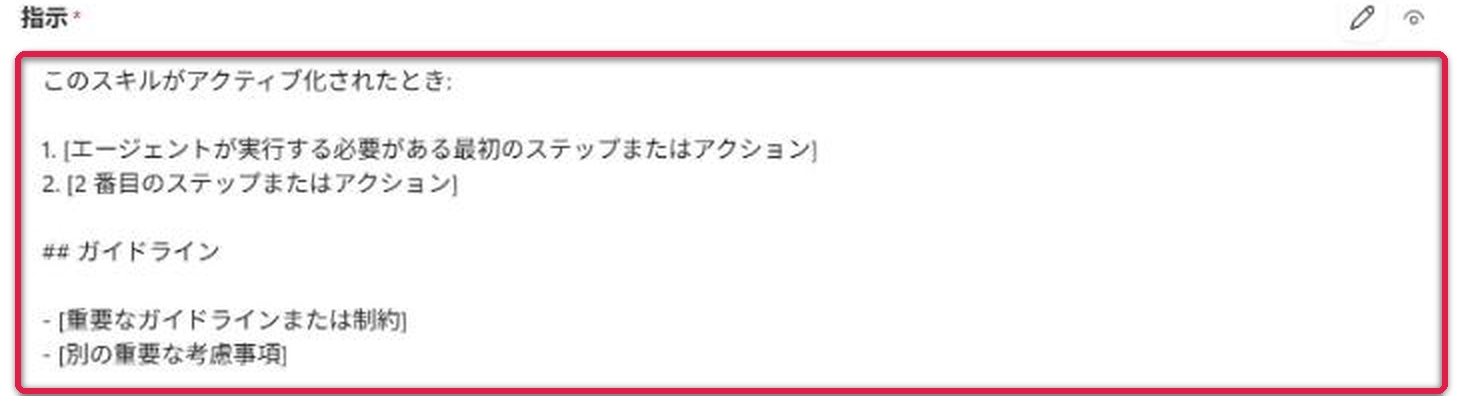 指示*
このスキルがアクティブ化されたとき:
1. [エージェントが実行する必要がある最初のステップまたはアクション]
2. [2 番目のステップまたはアクション]
## ガイドライン
- [重要なガイドラインまたは制約]
- [別の重要な考慮事項]